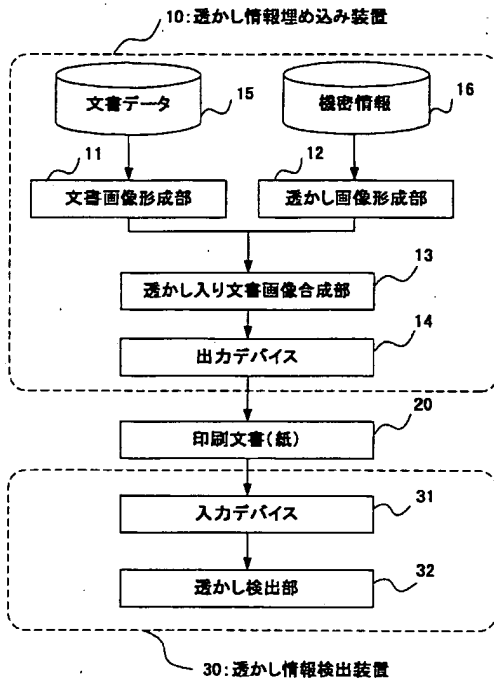 10:透かし情報埋め込み装置
文書データ
15
機密情報
16
11
文書画像形成部
12
透かし画像形成部
13
透かし入り文書画像合成部
14
出力デバイス
20
印刷文書(紙)
31
入力デバイス
32
透かし検出部
30:透かし情報検出装置